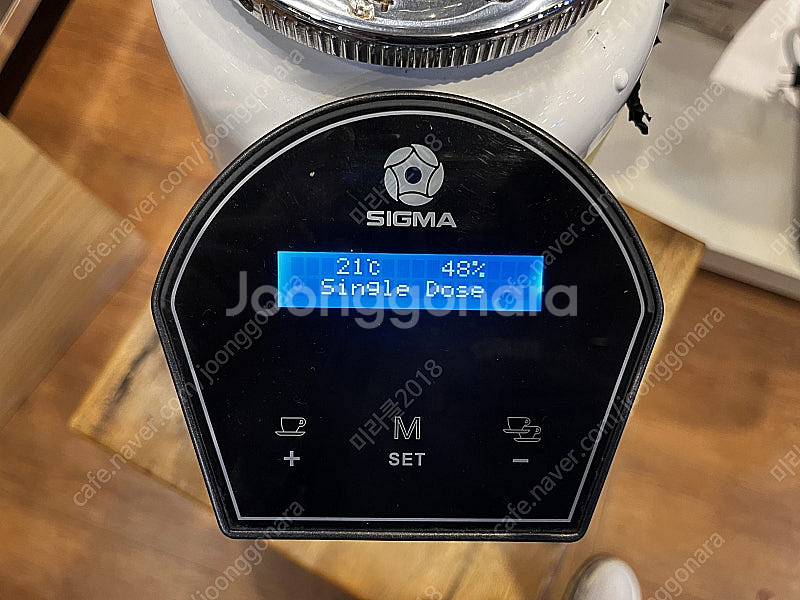 SIGMA
21℃ 48%
Single Dose
Joonggonara
M
+ SET −
미라클2018
cafe.naver.com/joonggonara